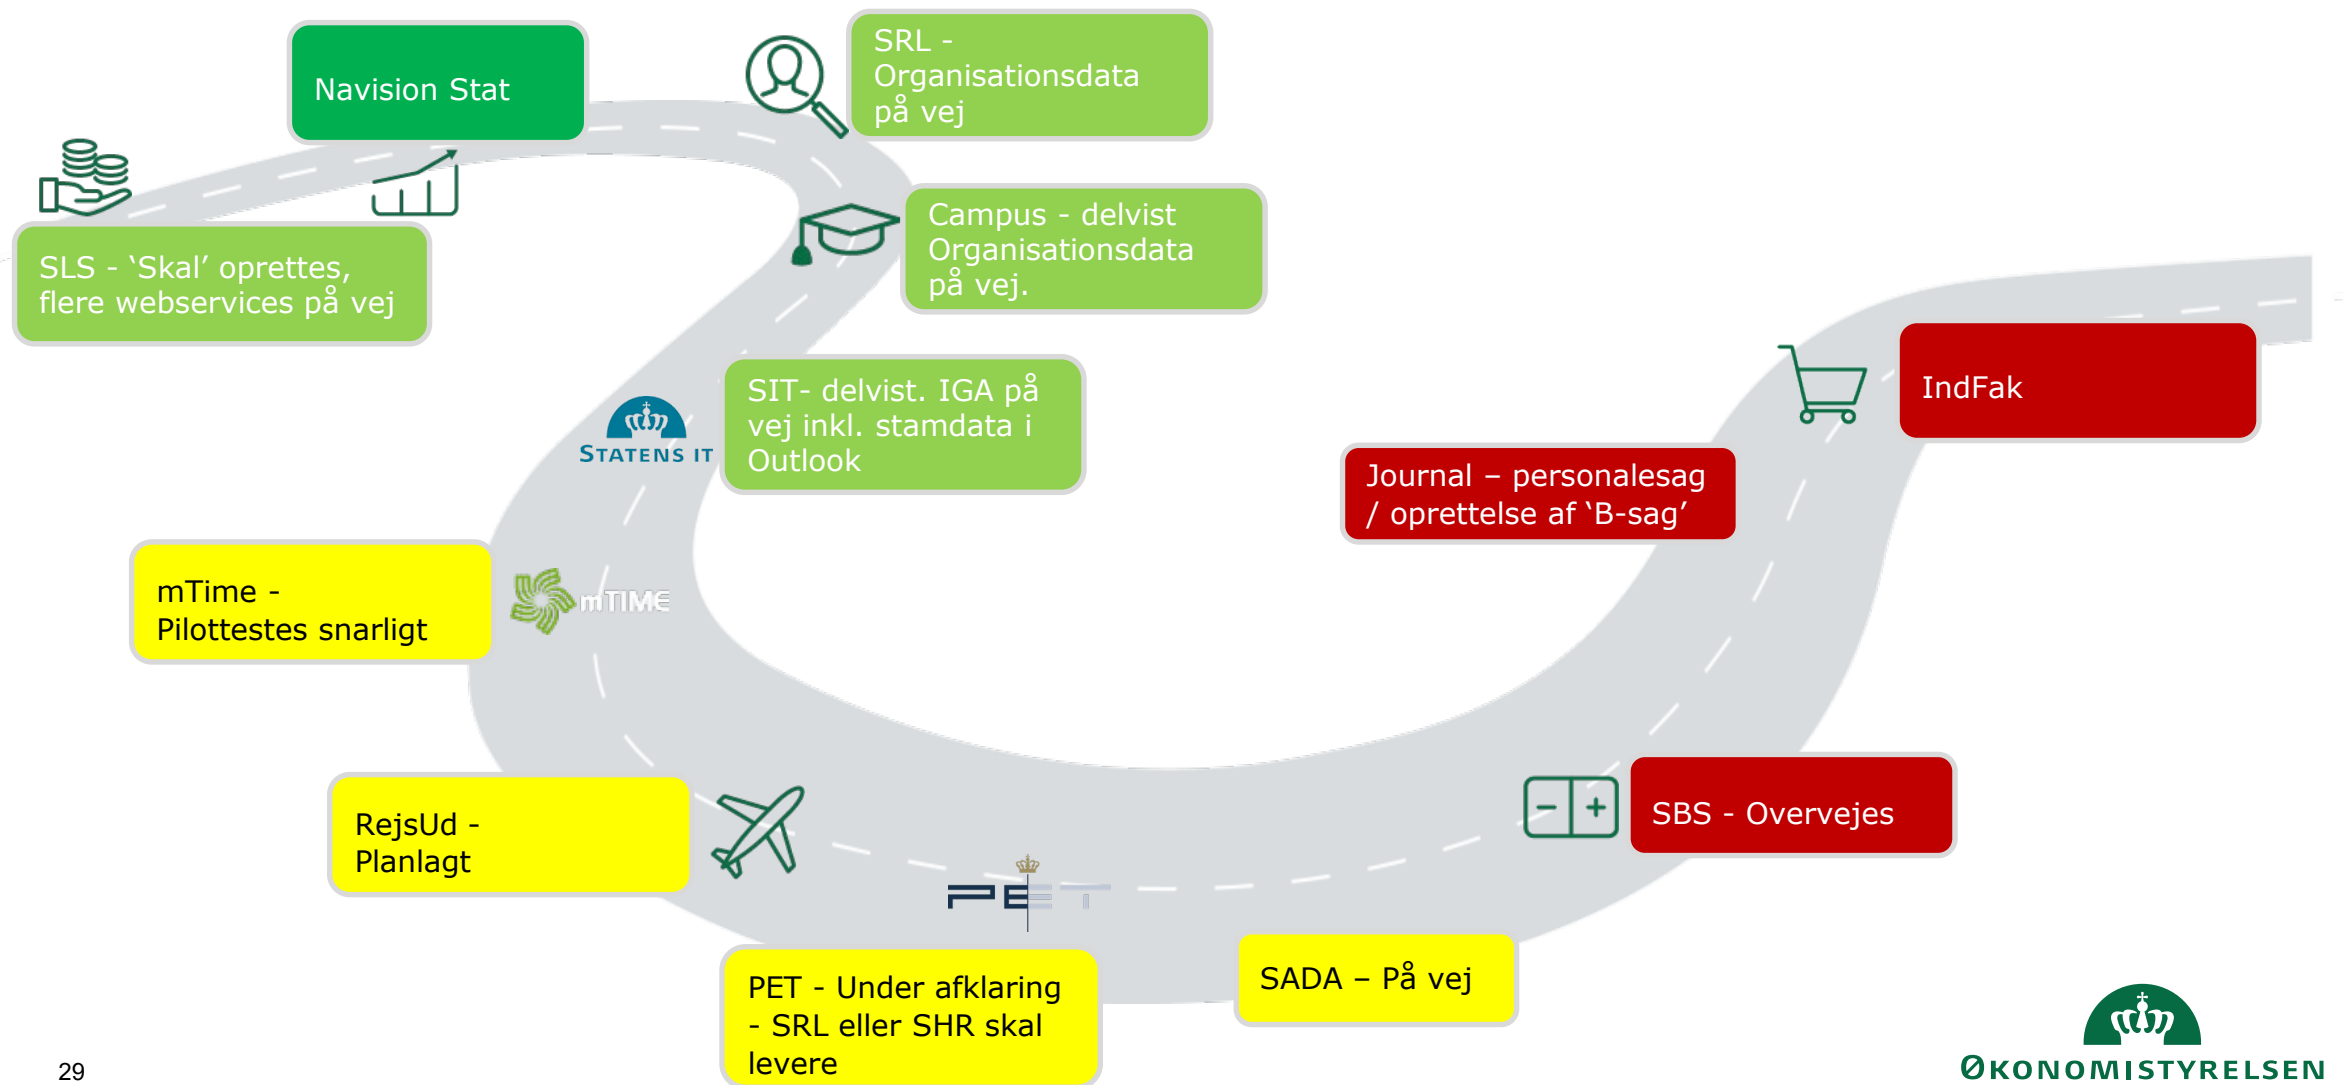 Navision Stat
SRL -
Organisationsdata
på vej
SLS - ‘Skal’ oprettes,
flere webservices på vej
Campus - delvist
Organisationsdata
på vej.
SIT- delvist. IGA på
vej inkl. stamdata i
Outlook
STATENS IT
IndFak
Journal – personalesag
/ oprettelse af ‘B-sag’
mTime -
Pilottestes snarligt
mTIME
RejsUd -
Planlagt
SBS - Overvejes
PET
PET - Under afklaring
- SRL eller SHR skal
levere
SADA – På vej
29
ØKONOMISTYRELSEN